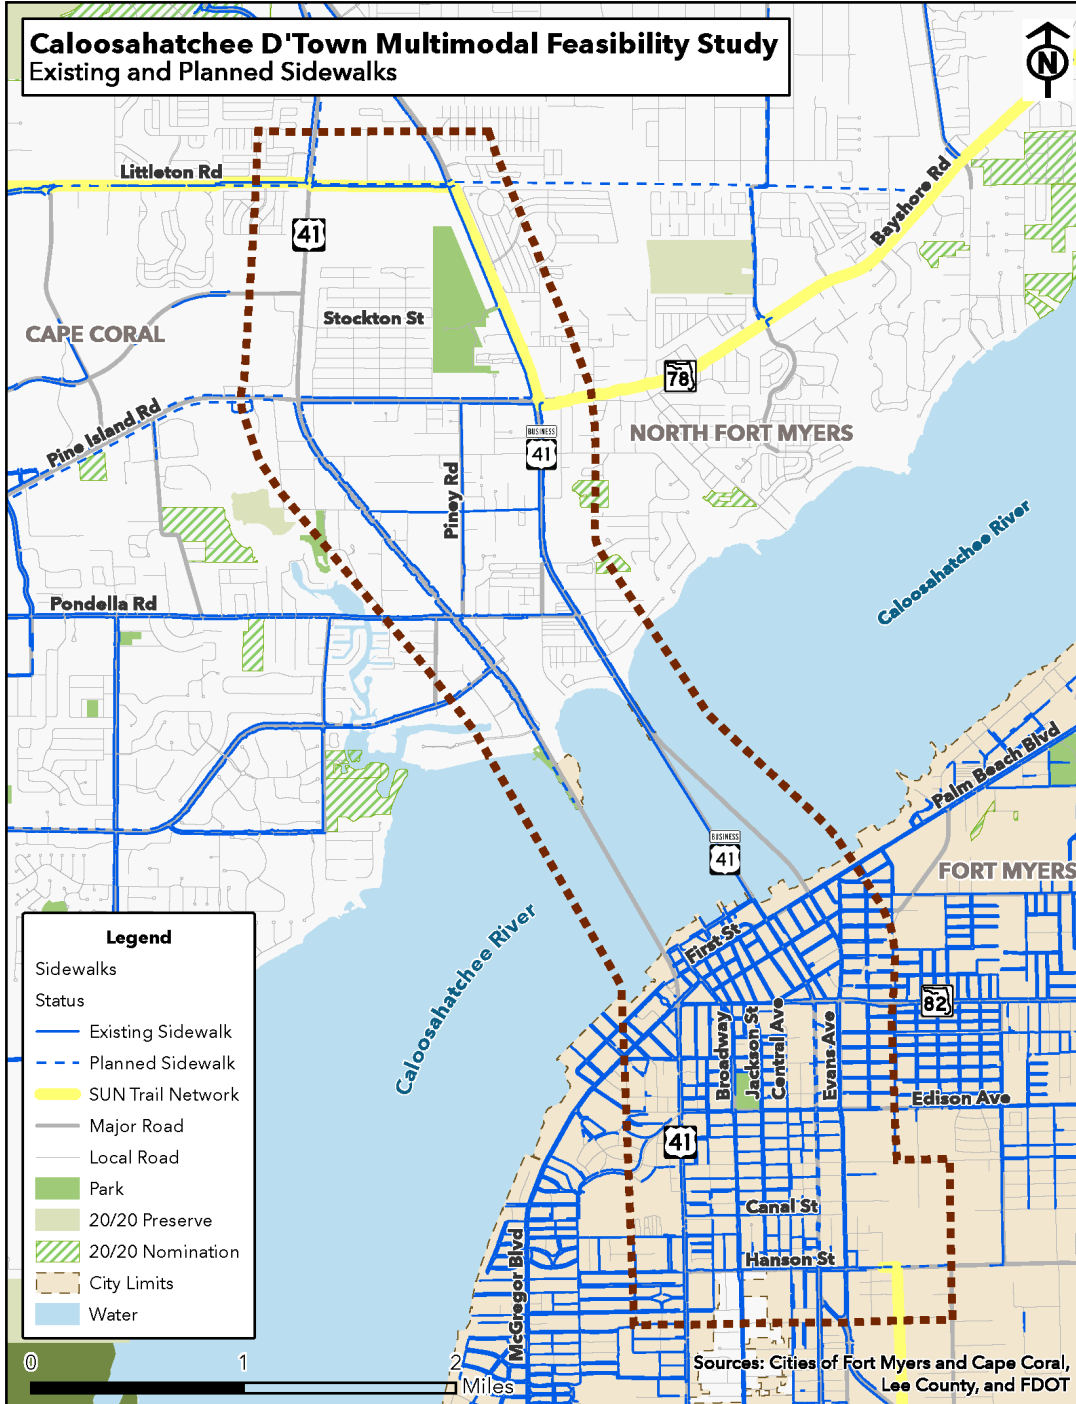 Caloosahatchee D'Town Multimodal Feasibility Study
Existing and Planned Sidewalks
N
Littleton Rd
Bayshore Rd
41
Stockton St
CAPE CORAL
78
Pine Island Rd
BUSINESS
41
NORTH FORT MYERS
Piney Rd
Caloosahatchee River
Pondella Rd
Palm Beach Blvd
BUSINESS
41
FORT MYERS
First St
Caloosahatchee River
82
Broadway
Jackson St
Central Ave
Evans Ave
Edison Ave
41
Canal St
Hanson St
McGregor Blvd
Legend
Sidewalks
Status
Existing Sidewalk
Planned Sidewalk
SUN Trail Network
Major Road
Local Road
Park
20/20 Preserve
20/20 Nomination
City Limits
Water
0 1 2
Miles
Sources: Cities of Fort Myers and Cape Coral,
Lee County, and FDOT